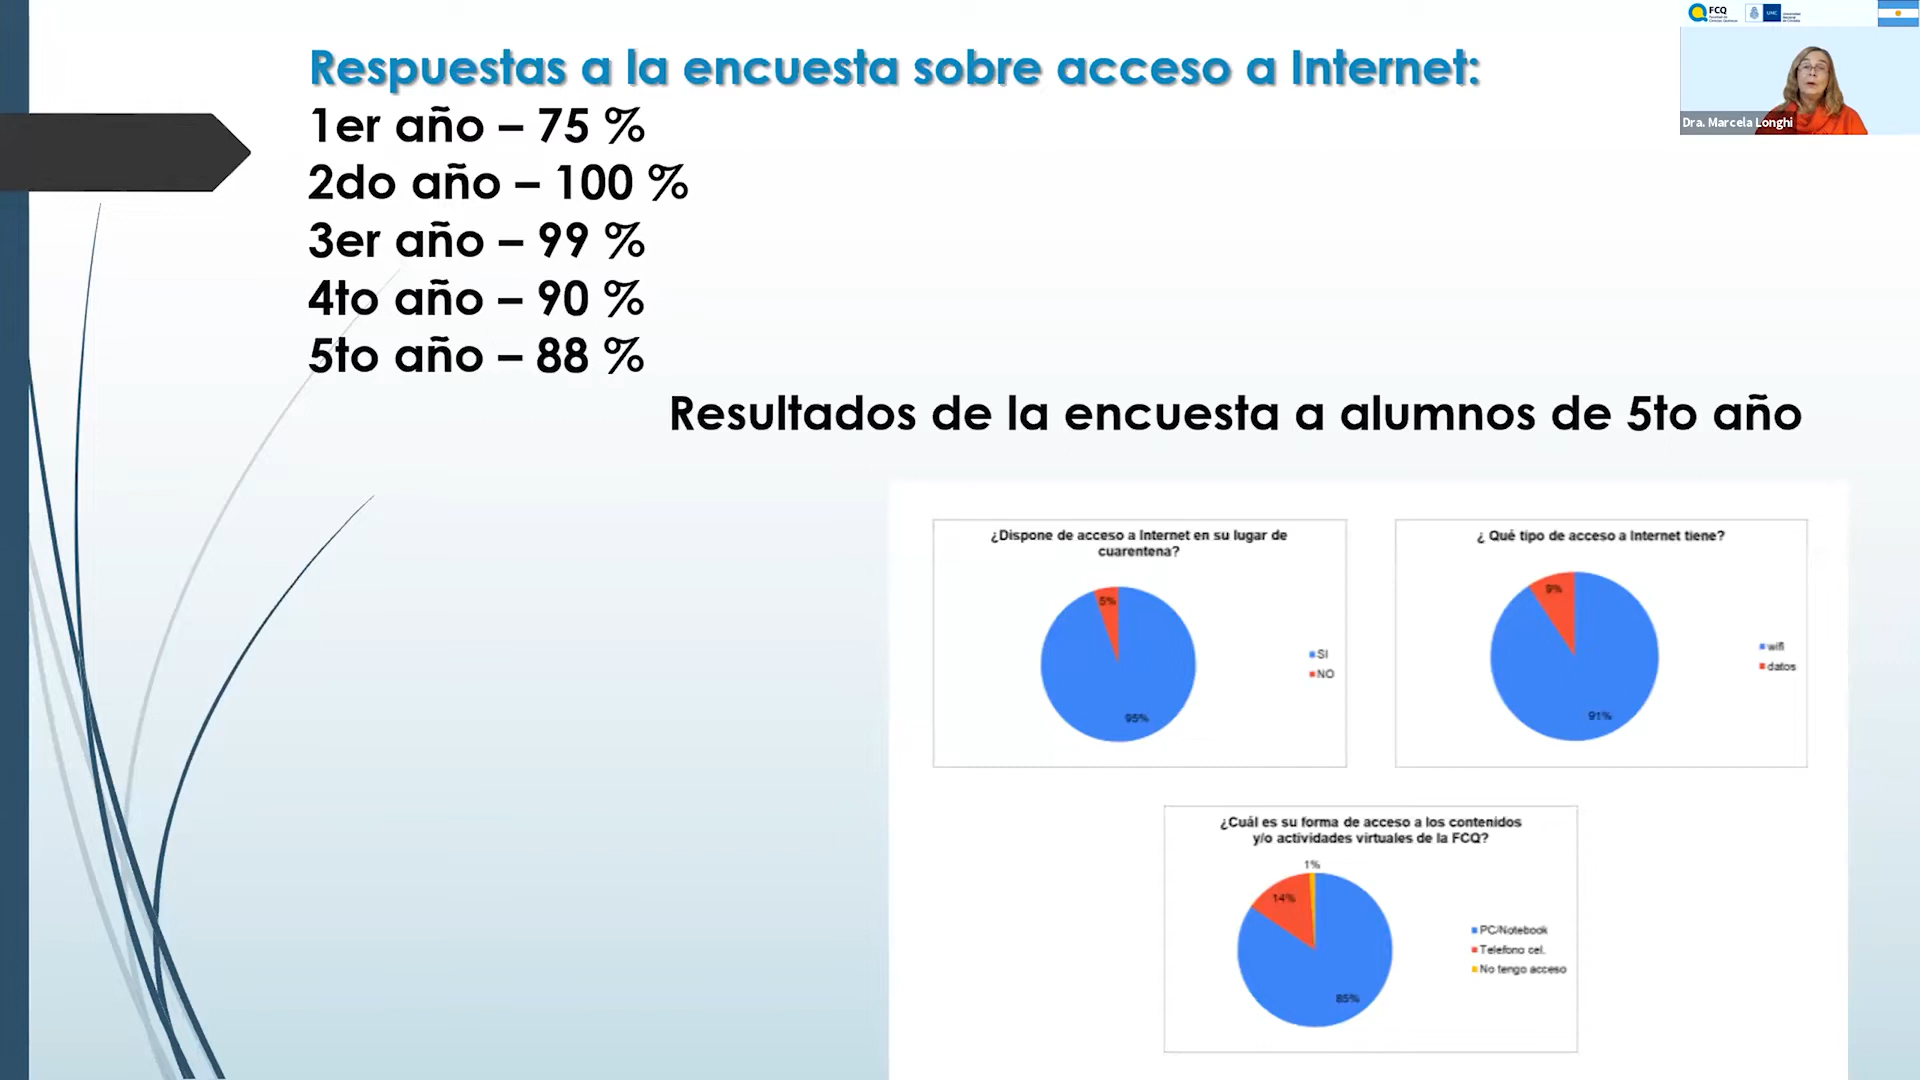 FCQ
UNC
Respuestas a la encuesta sobre acceso a Internet:
1er año – 75 %
2do año – 100 %
3er año – 99 %
4to año – 90 %
5to año – 88 %
Dra. Marcela Longhi
Resultados de la encuesta a alumnos de 5to año
¿Dispone de acceso a Internet en su lugar de
cuarentena?
5%
95%
SI
NO
¿ Qué tipo de acceso a Internet tiene?
9%
91%
wifi
datos
¿Cuál es su forma de acceso a los contenidos
y/o actividades virtuales de la FCQ?
1%
14%
85%
PC/Notebook
Telefono cel.
No tengo acceso